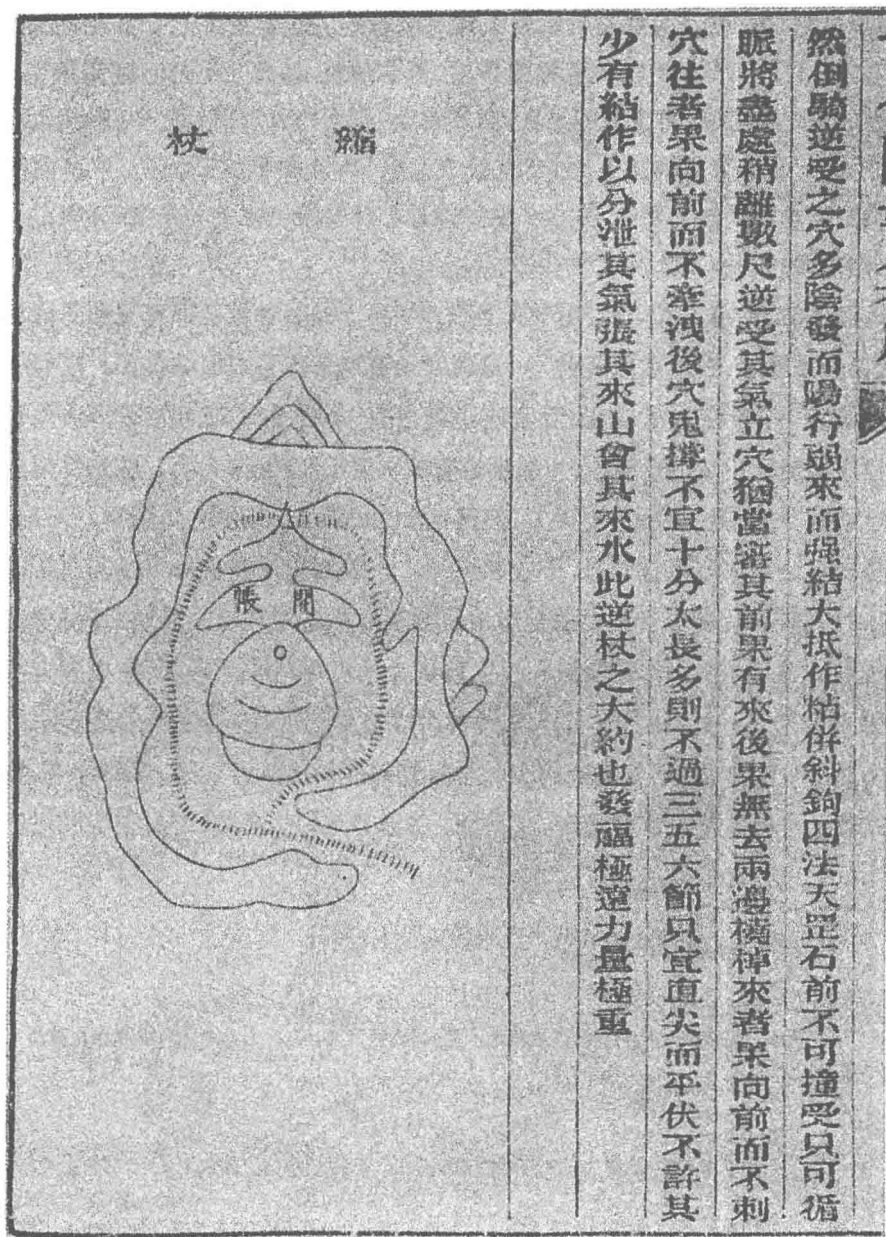 然倒騎逆受之穴多陰發而陽行弱來而强結大抵作粘倂斜鉤四法天罡石前不可撞受只可循
脈將盡處稍離數尺逆受其氣立穴猶當審其前果有來後果無去兩邊橈棹來者果向前而不刺
穴往者果向前而不牽洩後穴鬼撑不宜十分太長多則不過三五六節只宜直尖而平伏不許其
少有結作以分泄其氣張其來山會其來水此逆杖之大約也發福極遠力量極重
縮杖
開帳